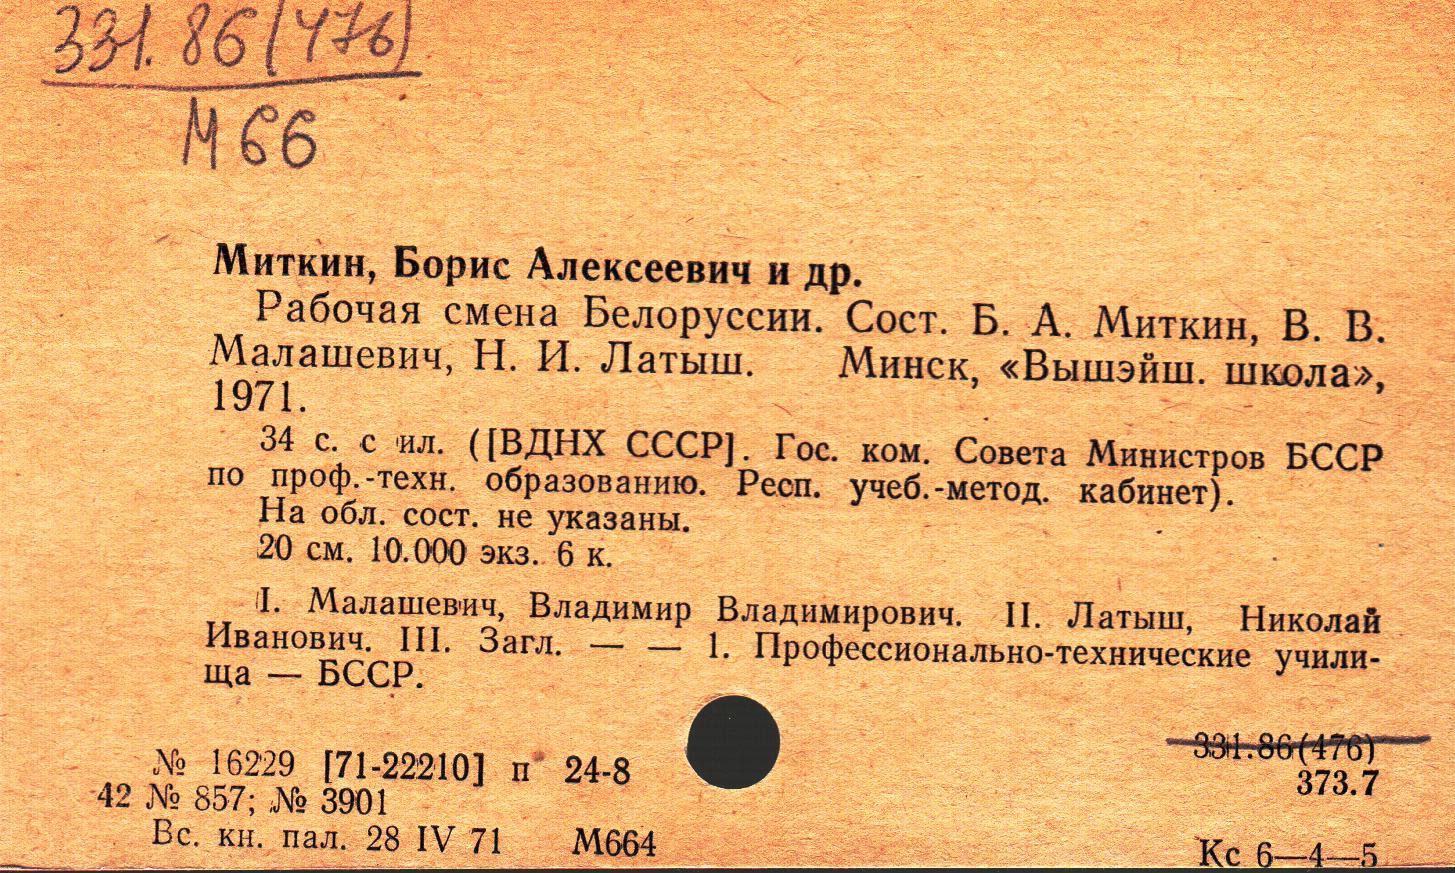 331.86(476)
М66
Миткин, Борис Алексеевич и др.
Рабочая смена Белоруссии. Сост. Б. А. Миткин, В. В.
Малашевич, Н. И. Латыш. Минск, «Вышэйш. школа»,
1971.
34 с. с ил. ([ВДНХ СССР]. Гос. ком. Совета Министров БССР
по проф.-техн. образованию. Респ. учеб.-метод. кабинет).
На обл. сост. не указаны.
20 см. 10.000 экз. 6 к.
I. Малашевич, Владимир Владимирович. II. Латыш, Николай
Иванович. III. Загл. — — 1. Профессионально-технические учили-
ща — БССР.
№ 16229 [71-22210] п 24-8
331.86(476)
373.7
42 № 857; № 3901
Вс. кн. пал. 28 IV 71 М664
Кс 6—4—5